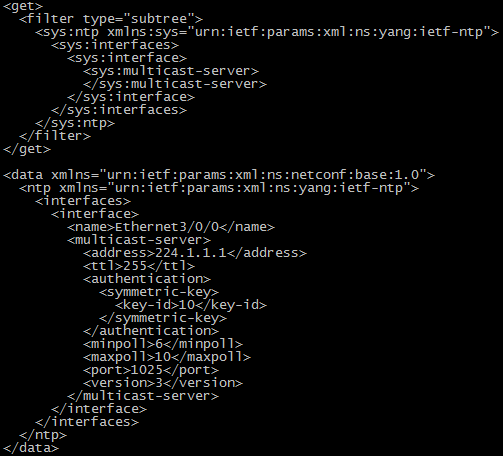 <get>
  <filter type="subtree">
    <sys:ntp xmlns:sys="urn:ietf:params:xml:ns:yang:ietf-ntp">
      <sys:interfaces>
        <sys:interface>
          <sys:multicast-server>
          </sys:multicast-server>
        </sys:interface>
      </sys:interfaces>
    </sys:ntp>
  </filter>
</get>

<data xmlns="urn:ietf:params:xml:ns:netconf:base:1.0">
  <ntp xmlns="urn:ietf:params:xml:ns:yang:ietf-ntp">
    <interfaces>
      <interface>
        <name>Ethernet3/0/0</name>
        <multicast-server>
          <address>224.1.1.1</address>
          <ttl>255</ttl>
          <authentication>
            <symmetric-key>
              <key-id>10</key-id>
            </symmetric-key>
          </authentication>
          <minpoll>6</minpoll>
          <maxpoll>10</maxpoll>
          <port>1025</port>
          <version>3</version>
        </multicast-server>
      </interface>
    </interfaces>
  </ntp>
</data>